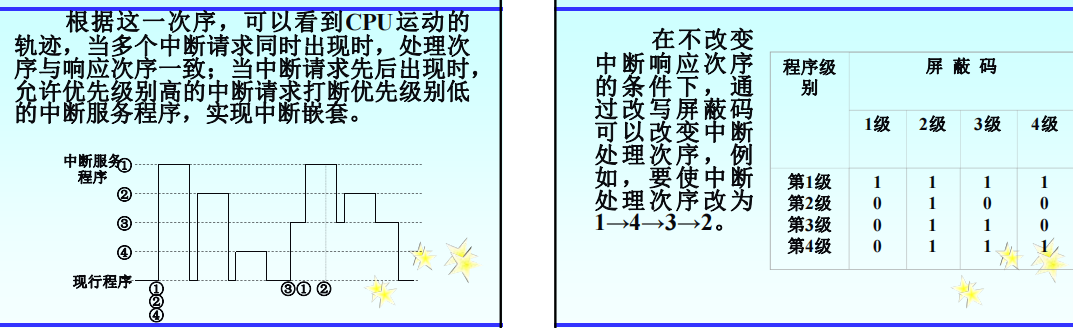 根据这一次序，可以看到CPU运动的
轨迹，当多个中断请求同时出现时，处理次
序与响应次序一致；当中断请求先后出现时，
允许优先级别高的中断请求打断优先级别低
的中断服务程序，实现中断嵌套。
中断服务①
程序
②
③
④
现行程序
① ③① ②
②
④
在不改变
中断响应次序
的条件下，通
过改写屏蔽码
可以改变中断
处理次序，例
如，要使中断
处理次序改为
1→4→3→2。
程序级别 屏 蔽 码
1级 2级 3级 4级
第1级 1 1 1 1
第2级 0 1 0 0
第3级 0 1 1 0
第4级 0 1 1 1